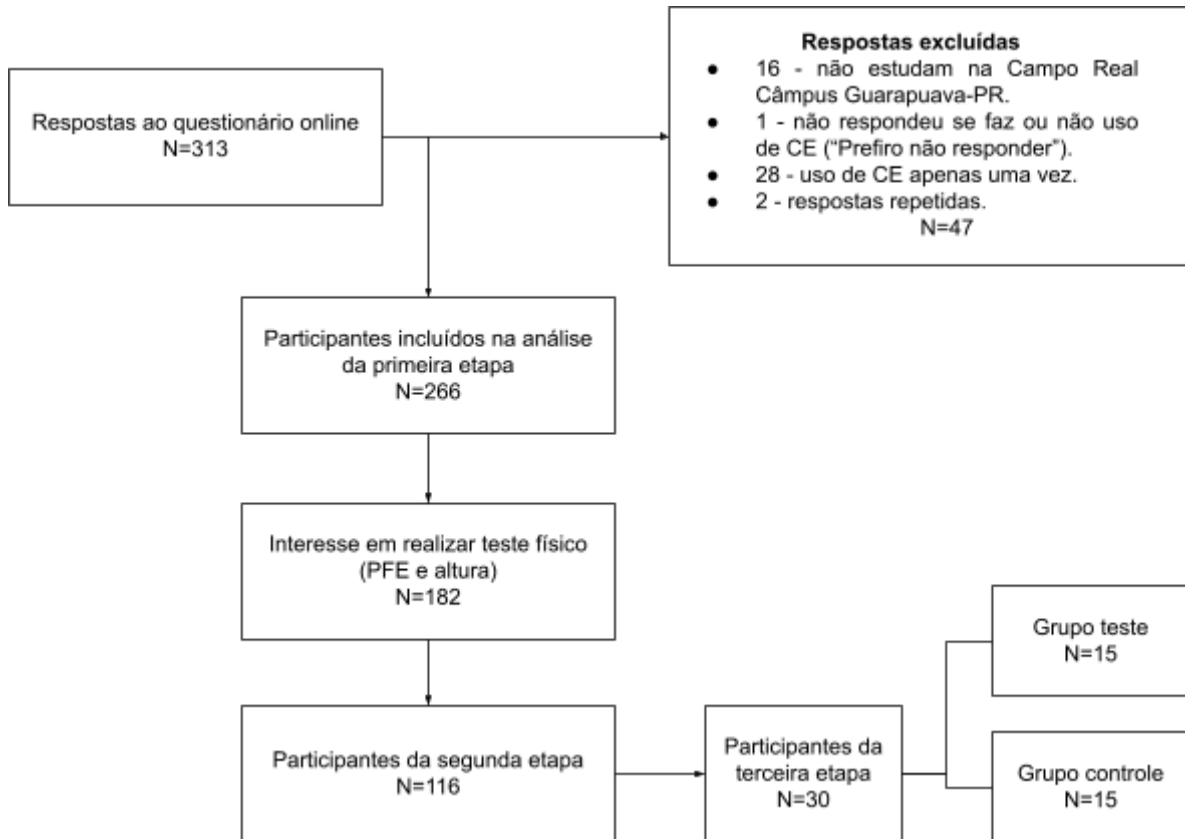 Respostas ao questionário online
N=313
Respostas excluídas
● 16 - não estudam na Campo Real
Câmpus Guarapuava-PR.
● 1 - não respondeu se faz ou não uso
de CE (“Prefiro não responder”).
● 28 - uso de CE apenas uma vez.
● 2 - respostas repetidas.
N=47
Participantes incluídos na análise
da primeira etapa
N=266
Interesse em realizar teste físico
(PFE e altura)
N=182
Participantes da segunda etapa
N=116
Participantes da
terceira etapa
N=30
Grupo teste
N=15
Grupo controle
N=15